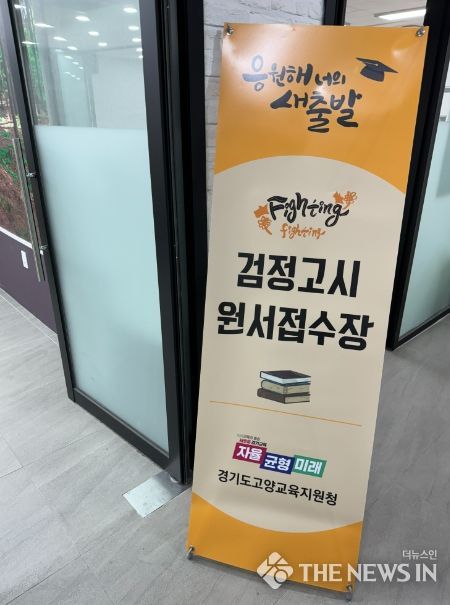 응원해 너의
새출발
Fighting
fighting
검정고시
원서접수장
자율 균형 미래
경기도고양교육지원청
더뉴스인
THE NEWS IN